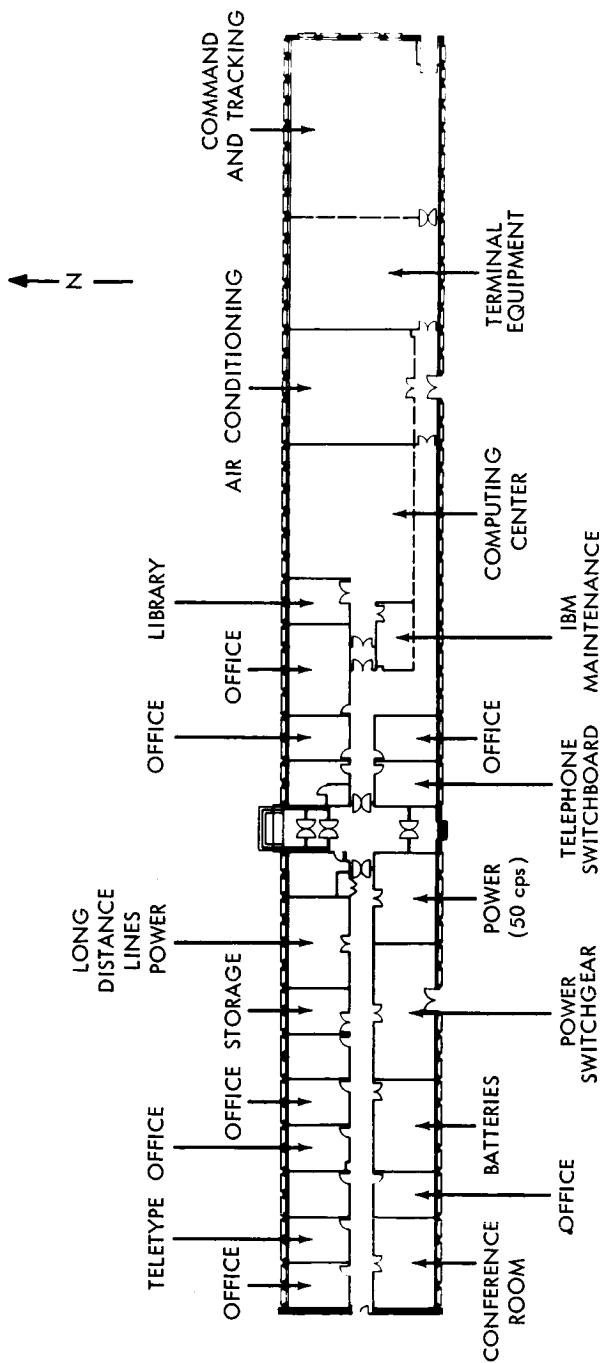 N
OFFICE
TELETYPE
OFFICE
OFFICE
STORAGE
LONG
DISTANCE
LINES
POWER
OFFICE
OFFICE
LIBRARY
AIR CONDITIONING
COMMAND
AND TRACKING
CONFERENCE
ROOM
OFFICE
BATTERIES
POWER
SWITCHGEAR
POWER
(50 cps)
TELEPHONE
SWITCHBOARD
OFFICE
IBM
MAINTENANCE
COMPUTING
CENTER
TERMINAL
EQUIPMENT